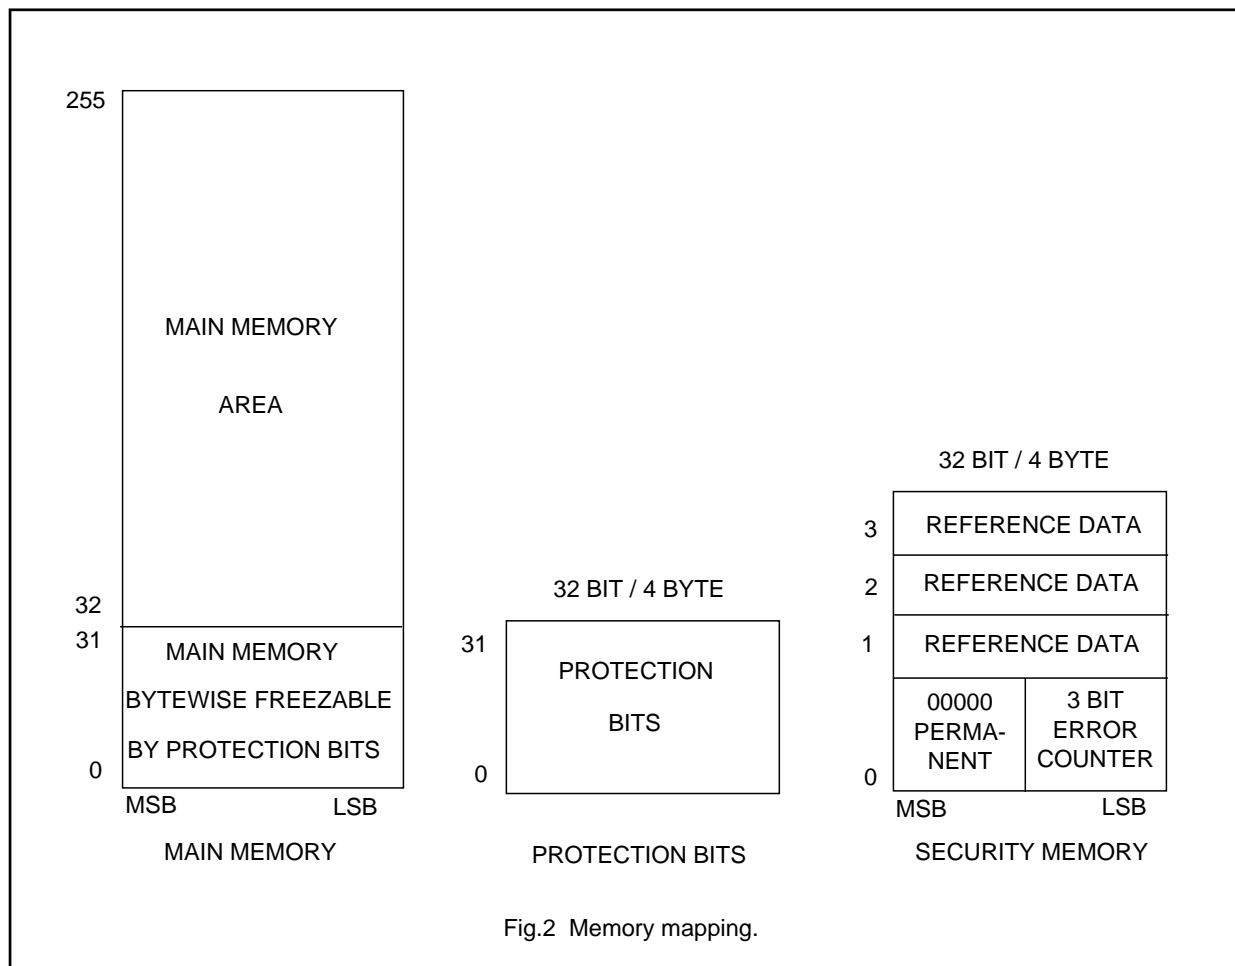 255
MAIN MEMORY
AREA
32
31
MAIN MEMORY
BYTEWISE FREEZABLE
BY PROTECTION BITS
0
MSB LSB
MAIN MEMORY
32 BIT / 4 BYTE
31
PROTECTION
BITS
0
PROTECTION BITS
32 BIT / 4 BYTE
3 REFERENCE DATA
2 REFERENCE DATA
1 REFERENCE DATA
00000
PERMA-
NENT
3 BIT
ERROR
COUNTER
0
MSB LSB
SECURITY MEMORY
Fig.2 Memory mapping.